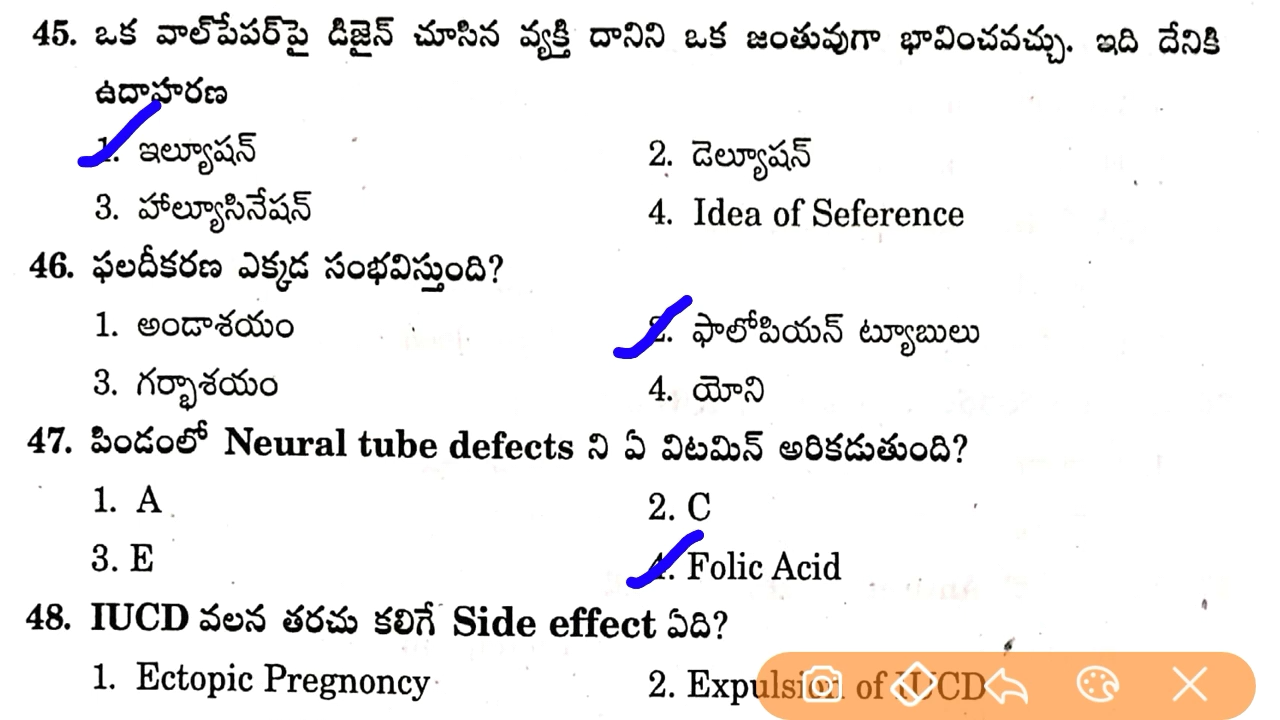 45. ఒక వాల్‌పేపర్‌పై డిజైన్ చూసిన వ్యక్తి దానిని ఒక జంతువుగా భావించవచ్చు. ఇది దేనికి
ఉదాహరణ
1. ఇల్యూషన్ 2. డెల్యూషన్
3. హాల్యూసినేషన్ 4. Idea of Seference
46. ఫలదీకరణ ఎక్కడ సంభవిస్తుంది?
1. అండాశయం 2. ఫాలోపియన్ ట్యూబులు
3. గర్భాశయం 4. యోని
47. పిండంలో Neural tube defects ని ఏ విటమిన్ అరికడుతుంది?
1. A 2. C
3. E 4. Folic Acid
48. IUCD వలన తరచు కలిగే Side effect ఏది?
1. Ectopic Pregnoncy 2. Expulsion of IUCD